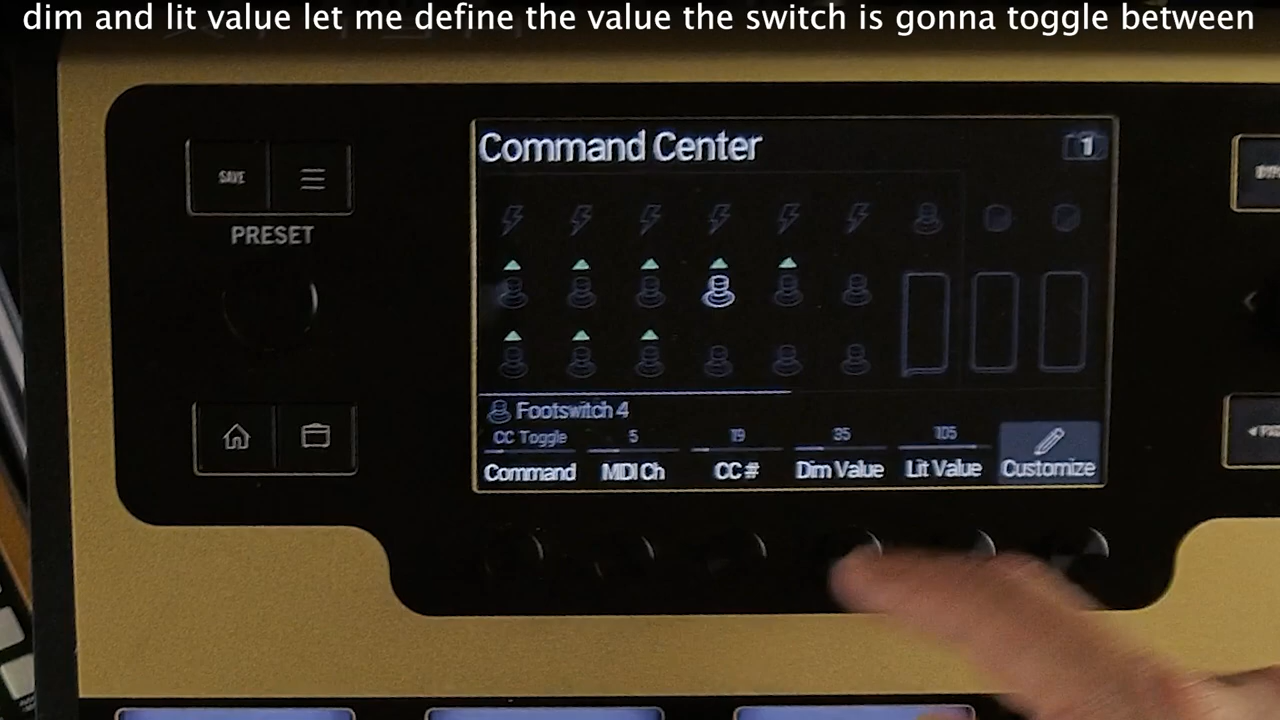 dim and lit value let me define the value the switch is gonna toggle between
Command Center
1
SAVE
PRESET
Footswitch 4
CC Toggle 5 19 35 105
Command MIDI Ch CC # Dim Value Lit Value Customize